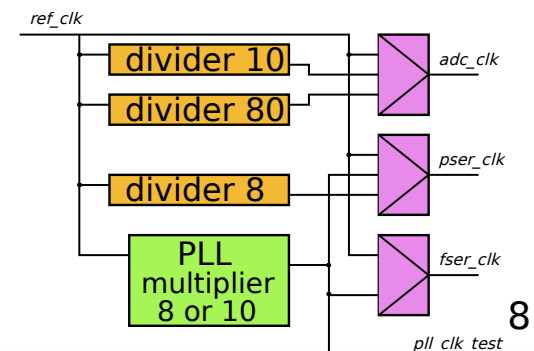 ref_clk
divider 10
adc_clk
divider 80
pser_clk
divider 8
PLL
multiplier
8 or 10
fser_clk
8
pll_clk_test